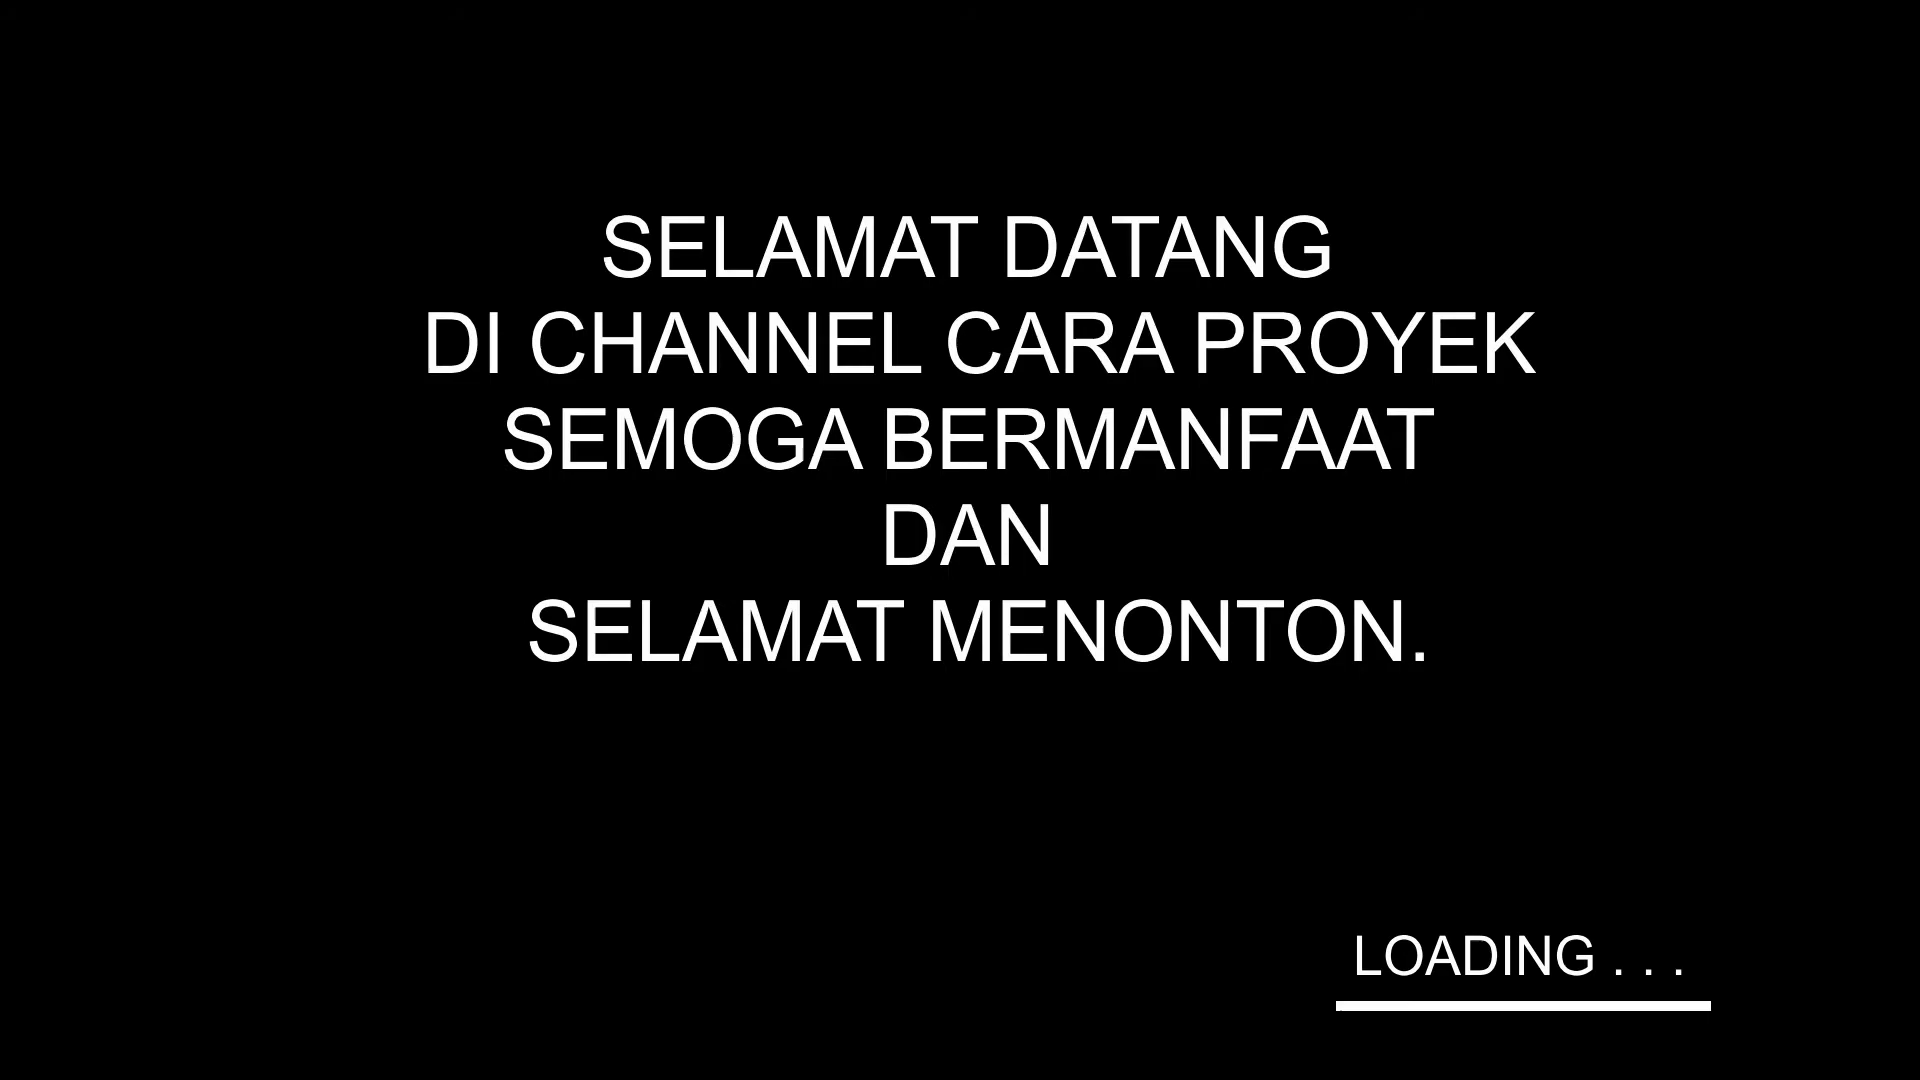 SELAMAT DATANG
DI CHANNEL CARA PROYEK
SEMOGA BERMANFAAT
DAN
SELAMAT MENONTON.
LOADING . . .